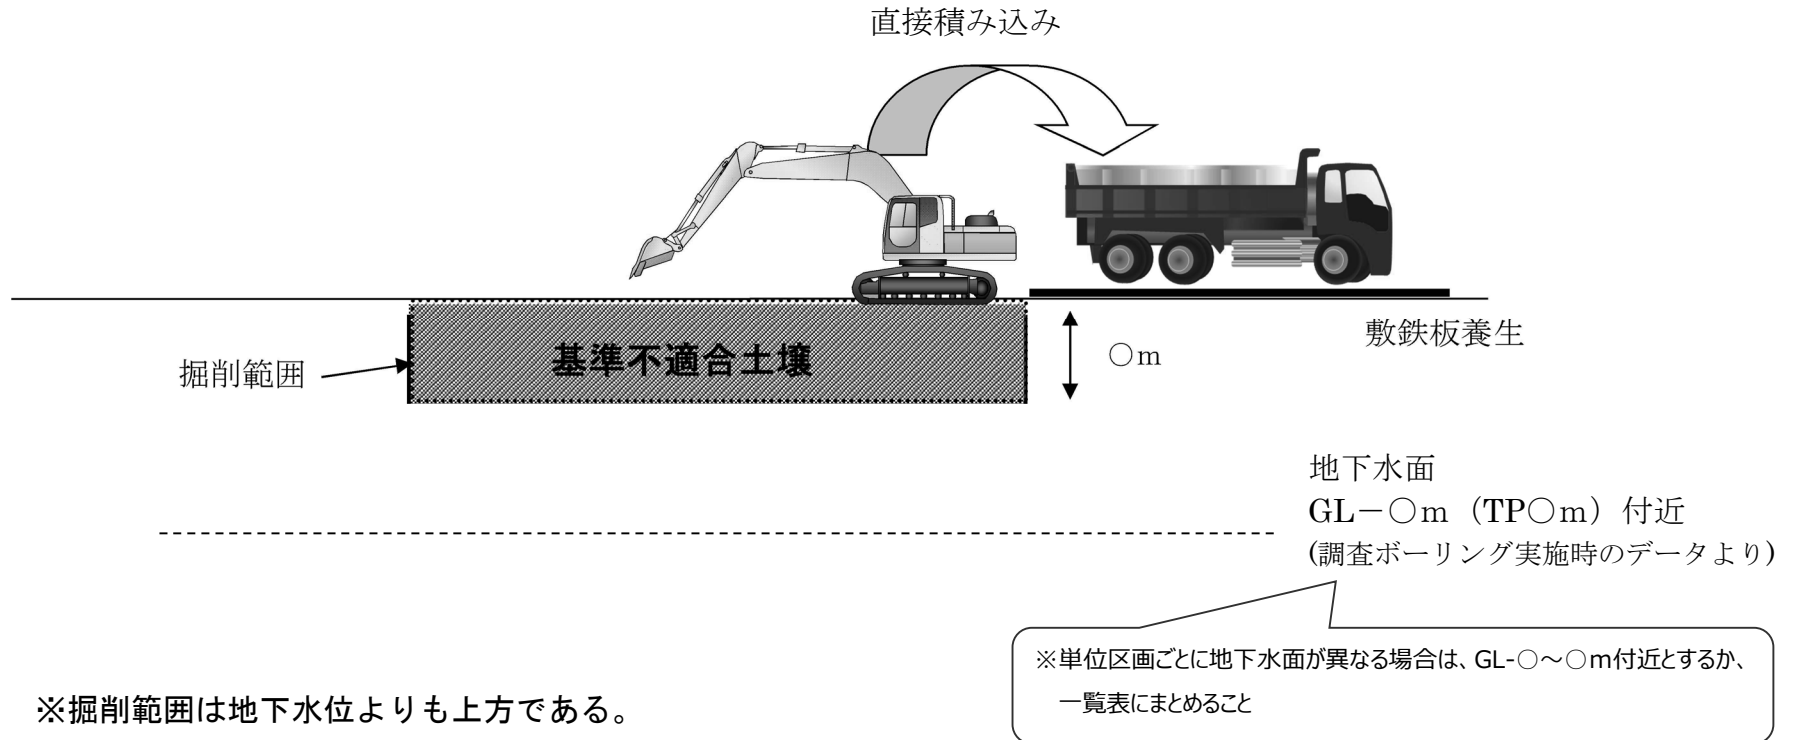 直接積み込み
敷鉄板養生
基準不適合土壌
○m
掘削範囲
地下水面
GL－○m（TP○m）付近
(調査ボーリング実施時のデータより)
※単位区画ごとに地下水面が異なる場合は、GL-○～○m付近とするか、
一覧表にまとめること
※掘削範囲は地下水位よりも上方である。